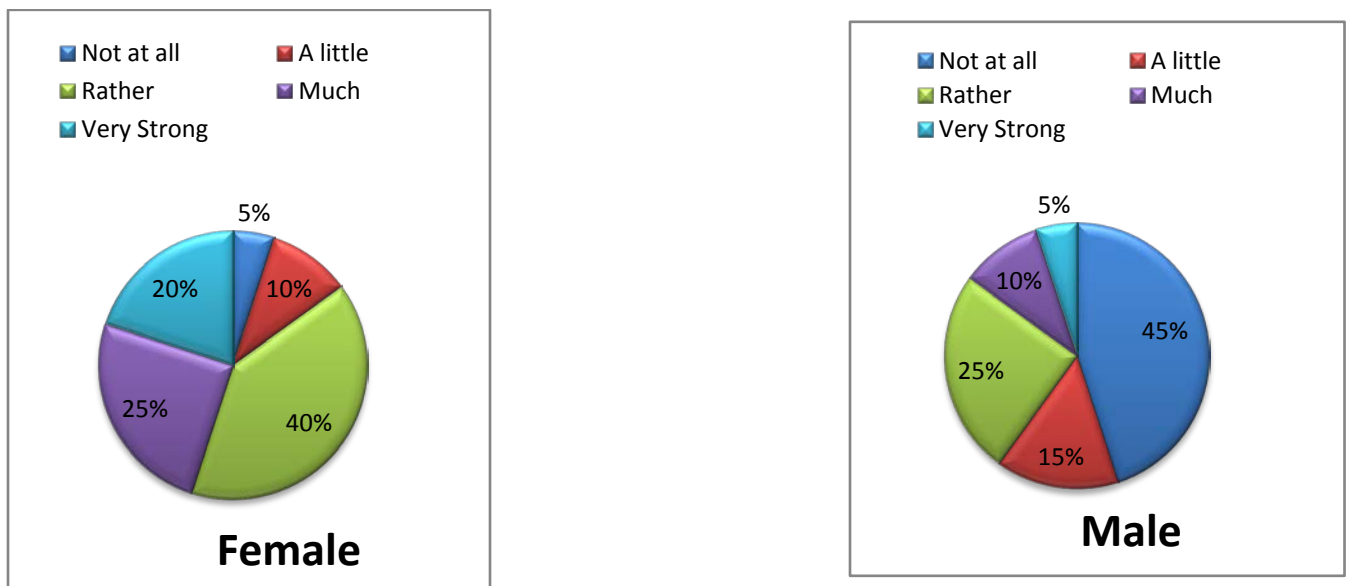 Not at all A little
Rather Much
Very Strong
5%
10%
20%
25%
40%
Female
Not at all A little
Rather Much
Very Strong
5%
10%
45%
25%
15%
Male